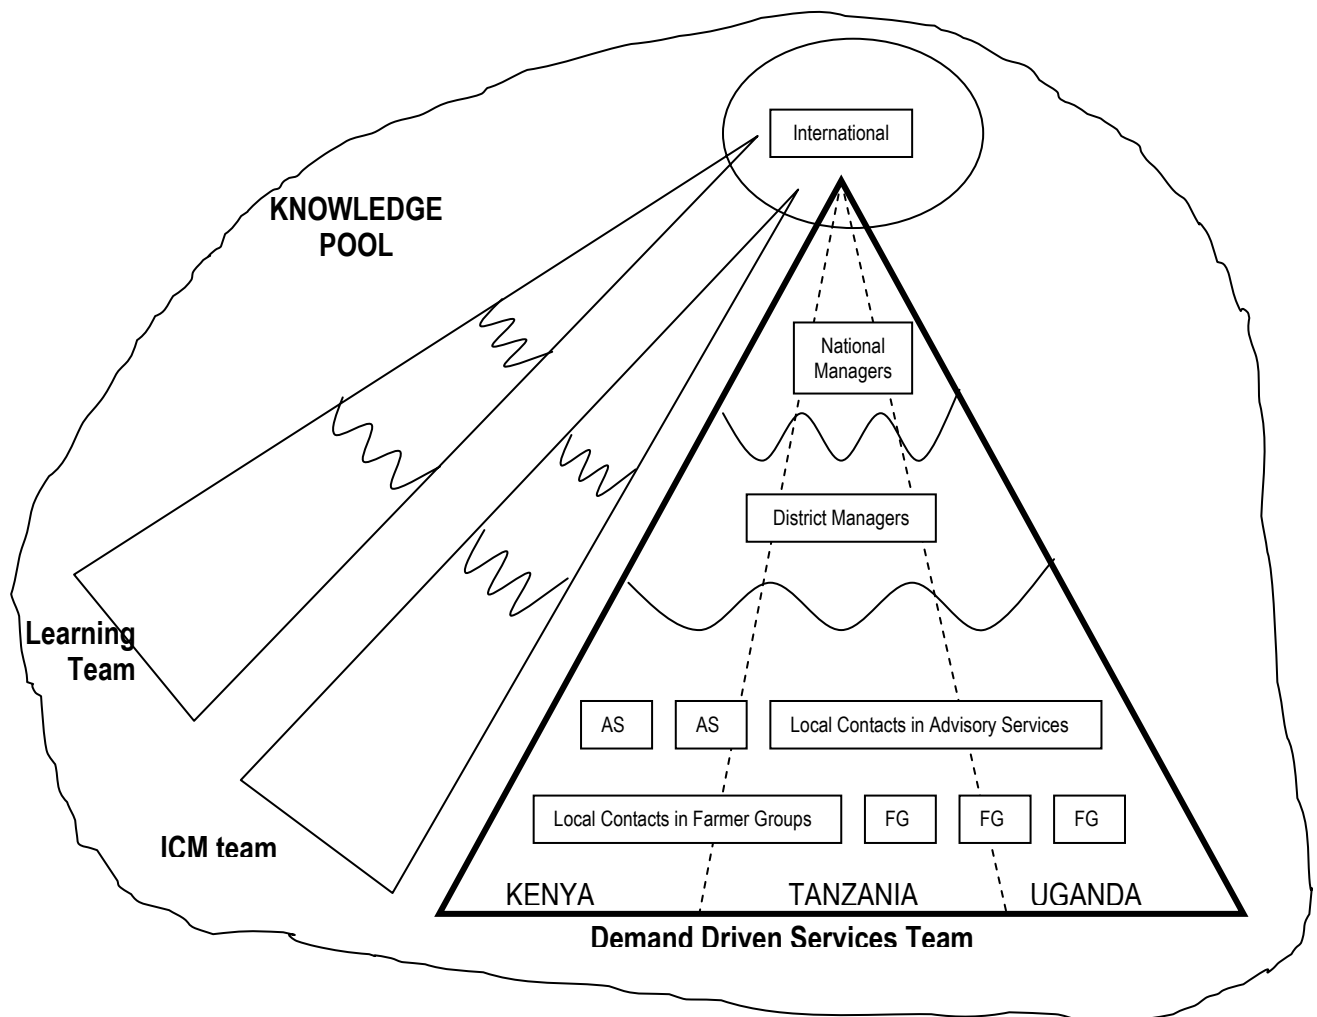 International
KNOWLEDGE
POOL
National
Managers
District Managers
Learning
Team
AS
AS
Local Contacts in Advisory Services
Local Contacts in Farmer Groups
FG
FG
FG
ICM team
KENYA
TANZANIA
UGANDA
Demand Driven Services Team